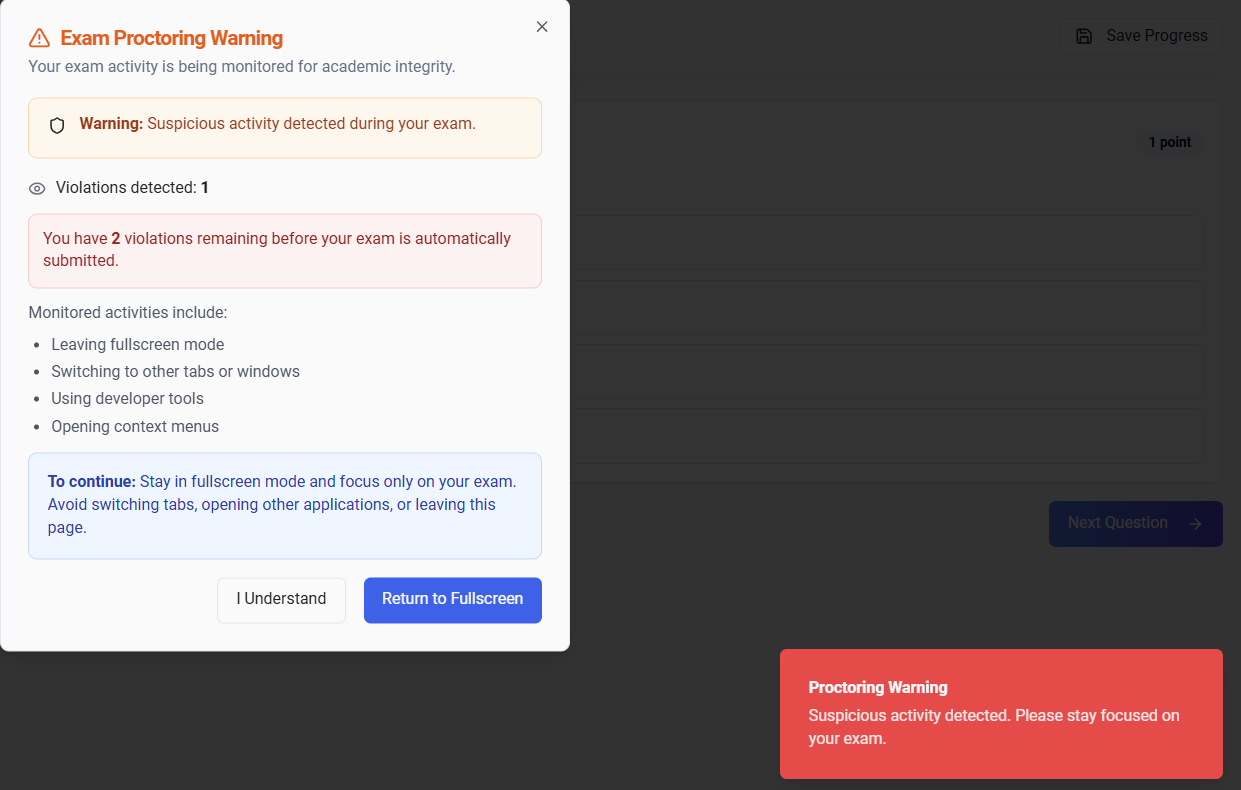 Exam Proctoring Warning
Your exam activity is being monitored for academic integrity.
Warning: Suspicious activity detected during your exam.
Violations detected: 1
You have 2 violations remaining before your exam is automatically
submitted.
Monitored activities include:
• Leaving fullscreen mode
• Switching to other tabs or windows
• Using developer tools
• Opening context menus
To continue: Stay in fullscreen mode and focus only on your exam.
Avoid switching tabs, opening other applications, or leaving this
page.
I Understand
Return to Fullscreen
Save Progress
1 point
Next Question
Proctoring Warning
Suspicious activity detected. Please stay focused on
your exam.